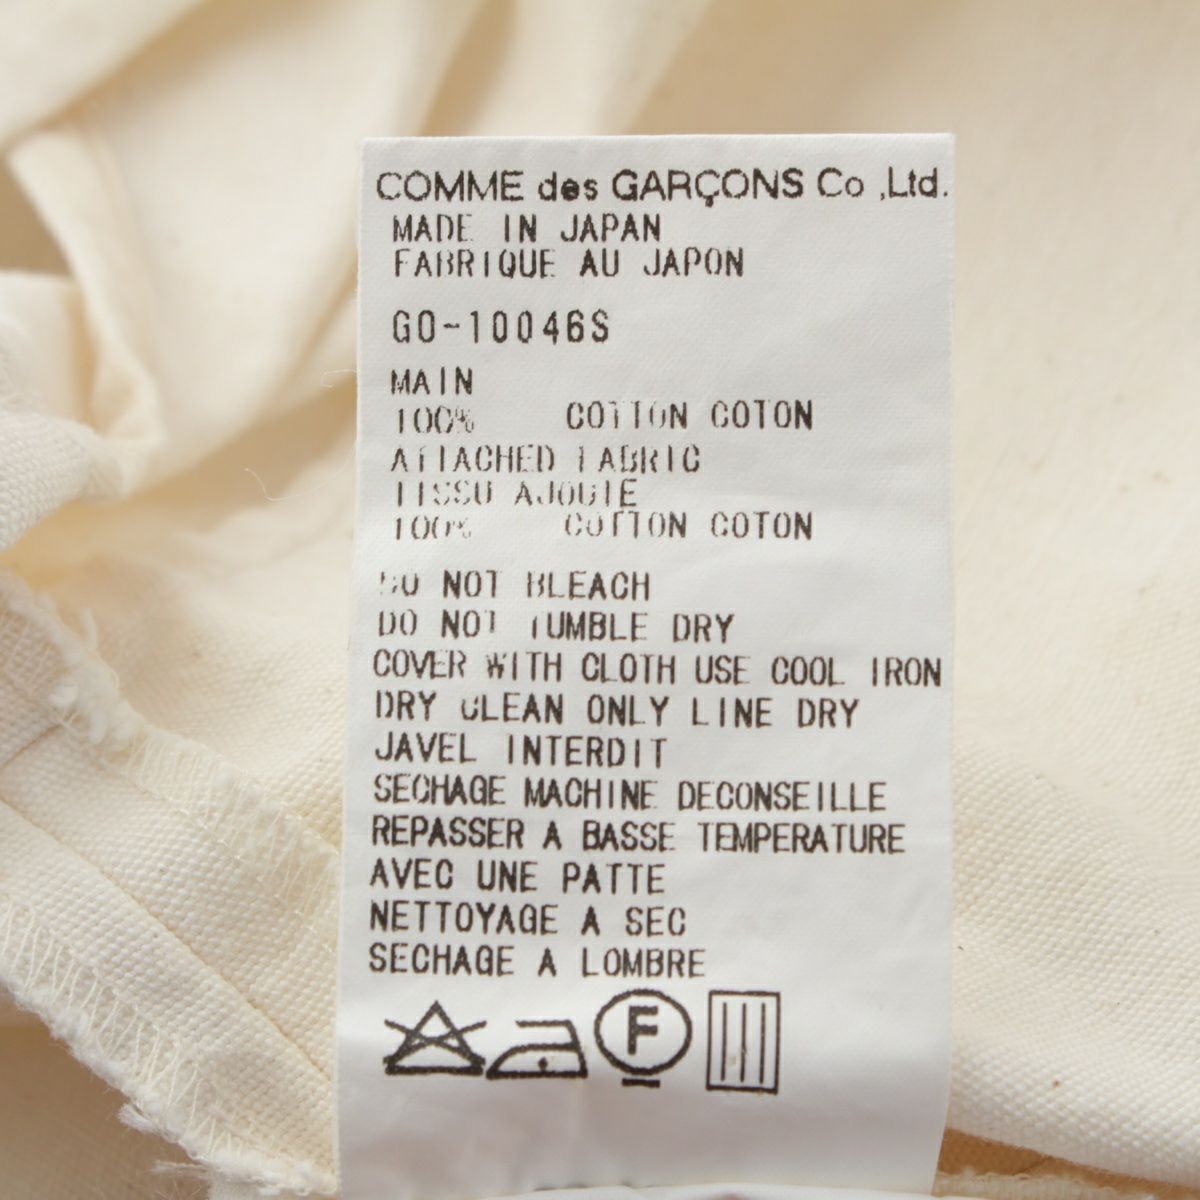 COMME des GARÇONS Co ,Ltd.
MADE IN JAPAN
FABRIQUE AU JAPON
GO-10046S
MAIN
100% COTTON COTON
ATTACHED FABRIC
TISSU AJOUTE
100% COTTON COTON
DO NOT BLEACH
DO NOT TUMBLE DRY
COVER WITH CLOTH USE COOL IRON
DRY CLEAN ONLY LINE DRY
JAVEL INTERDIT
SECHAGE MACHINE DECONSEILLE
REPASSER A BASSE TEMPERATURE
AVEC UNE PATTE
NETTOYAGE A SEC
SECHAGE A LOMBRE
F